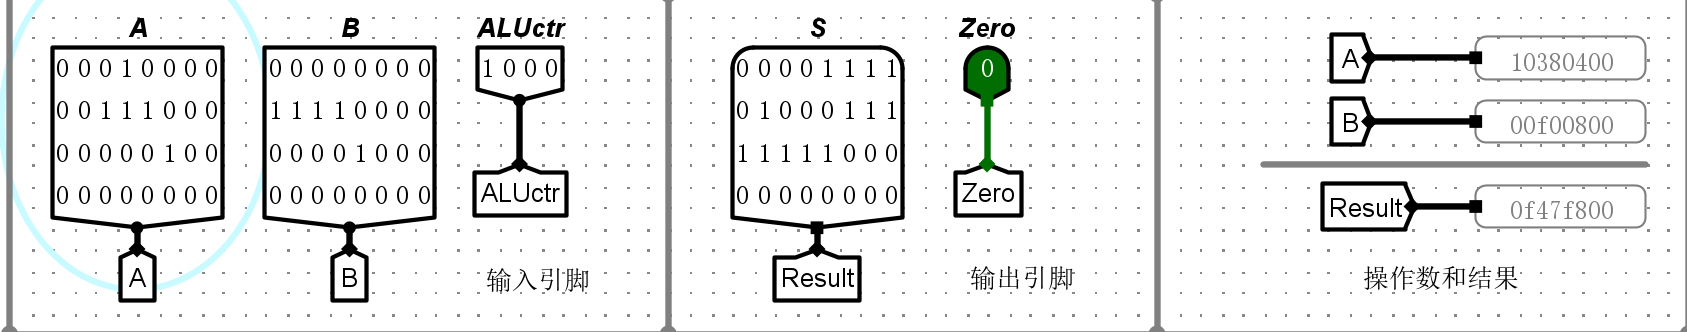 A
B
ALUctr
S
Zero
0 0 0 1 0 0 0 0
0 0 1 1 1 0 0 0
0 0 0 0 0 1 0 0
0 0 0 0 0 0 0 0
0 0 0 0 0 0 0 0
1 1 1 1 0 0 0 0
0 0 0 0 1 0 0 0
0 0 0 0 0 0 0 0
1 0 0 0
0 0 0 0 1 1 1 1
0 1 0 0 0 1 1 1
1 1 1 1 1 0 0 0
0 0 0 0 0 0 0 0
0
A
B
ALUctr
输入引脚
Result
Zero
输出引脚
A
10380400
B
00f00800
Result
0f47f800
操作数和结果